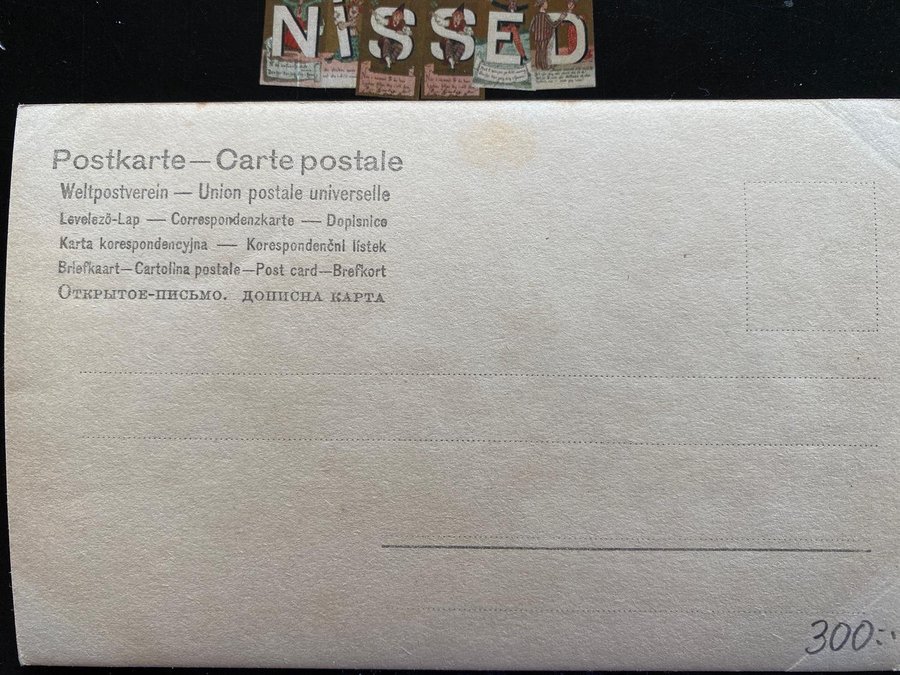 NiSSED
Postkarte — Carte postale
Weltpostverein — Union postale universelle
Levelező-Lap — Correspondenzkarte — Dopisnice
Karta korespondencyjna — Korespondenční lístek
Briefkaart—Cartolina postale—Post card—Brefkort
Открытое-письмо. дописна карта
300:-